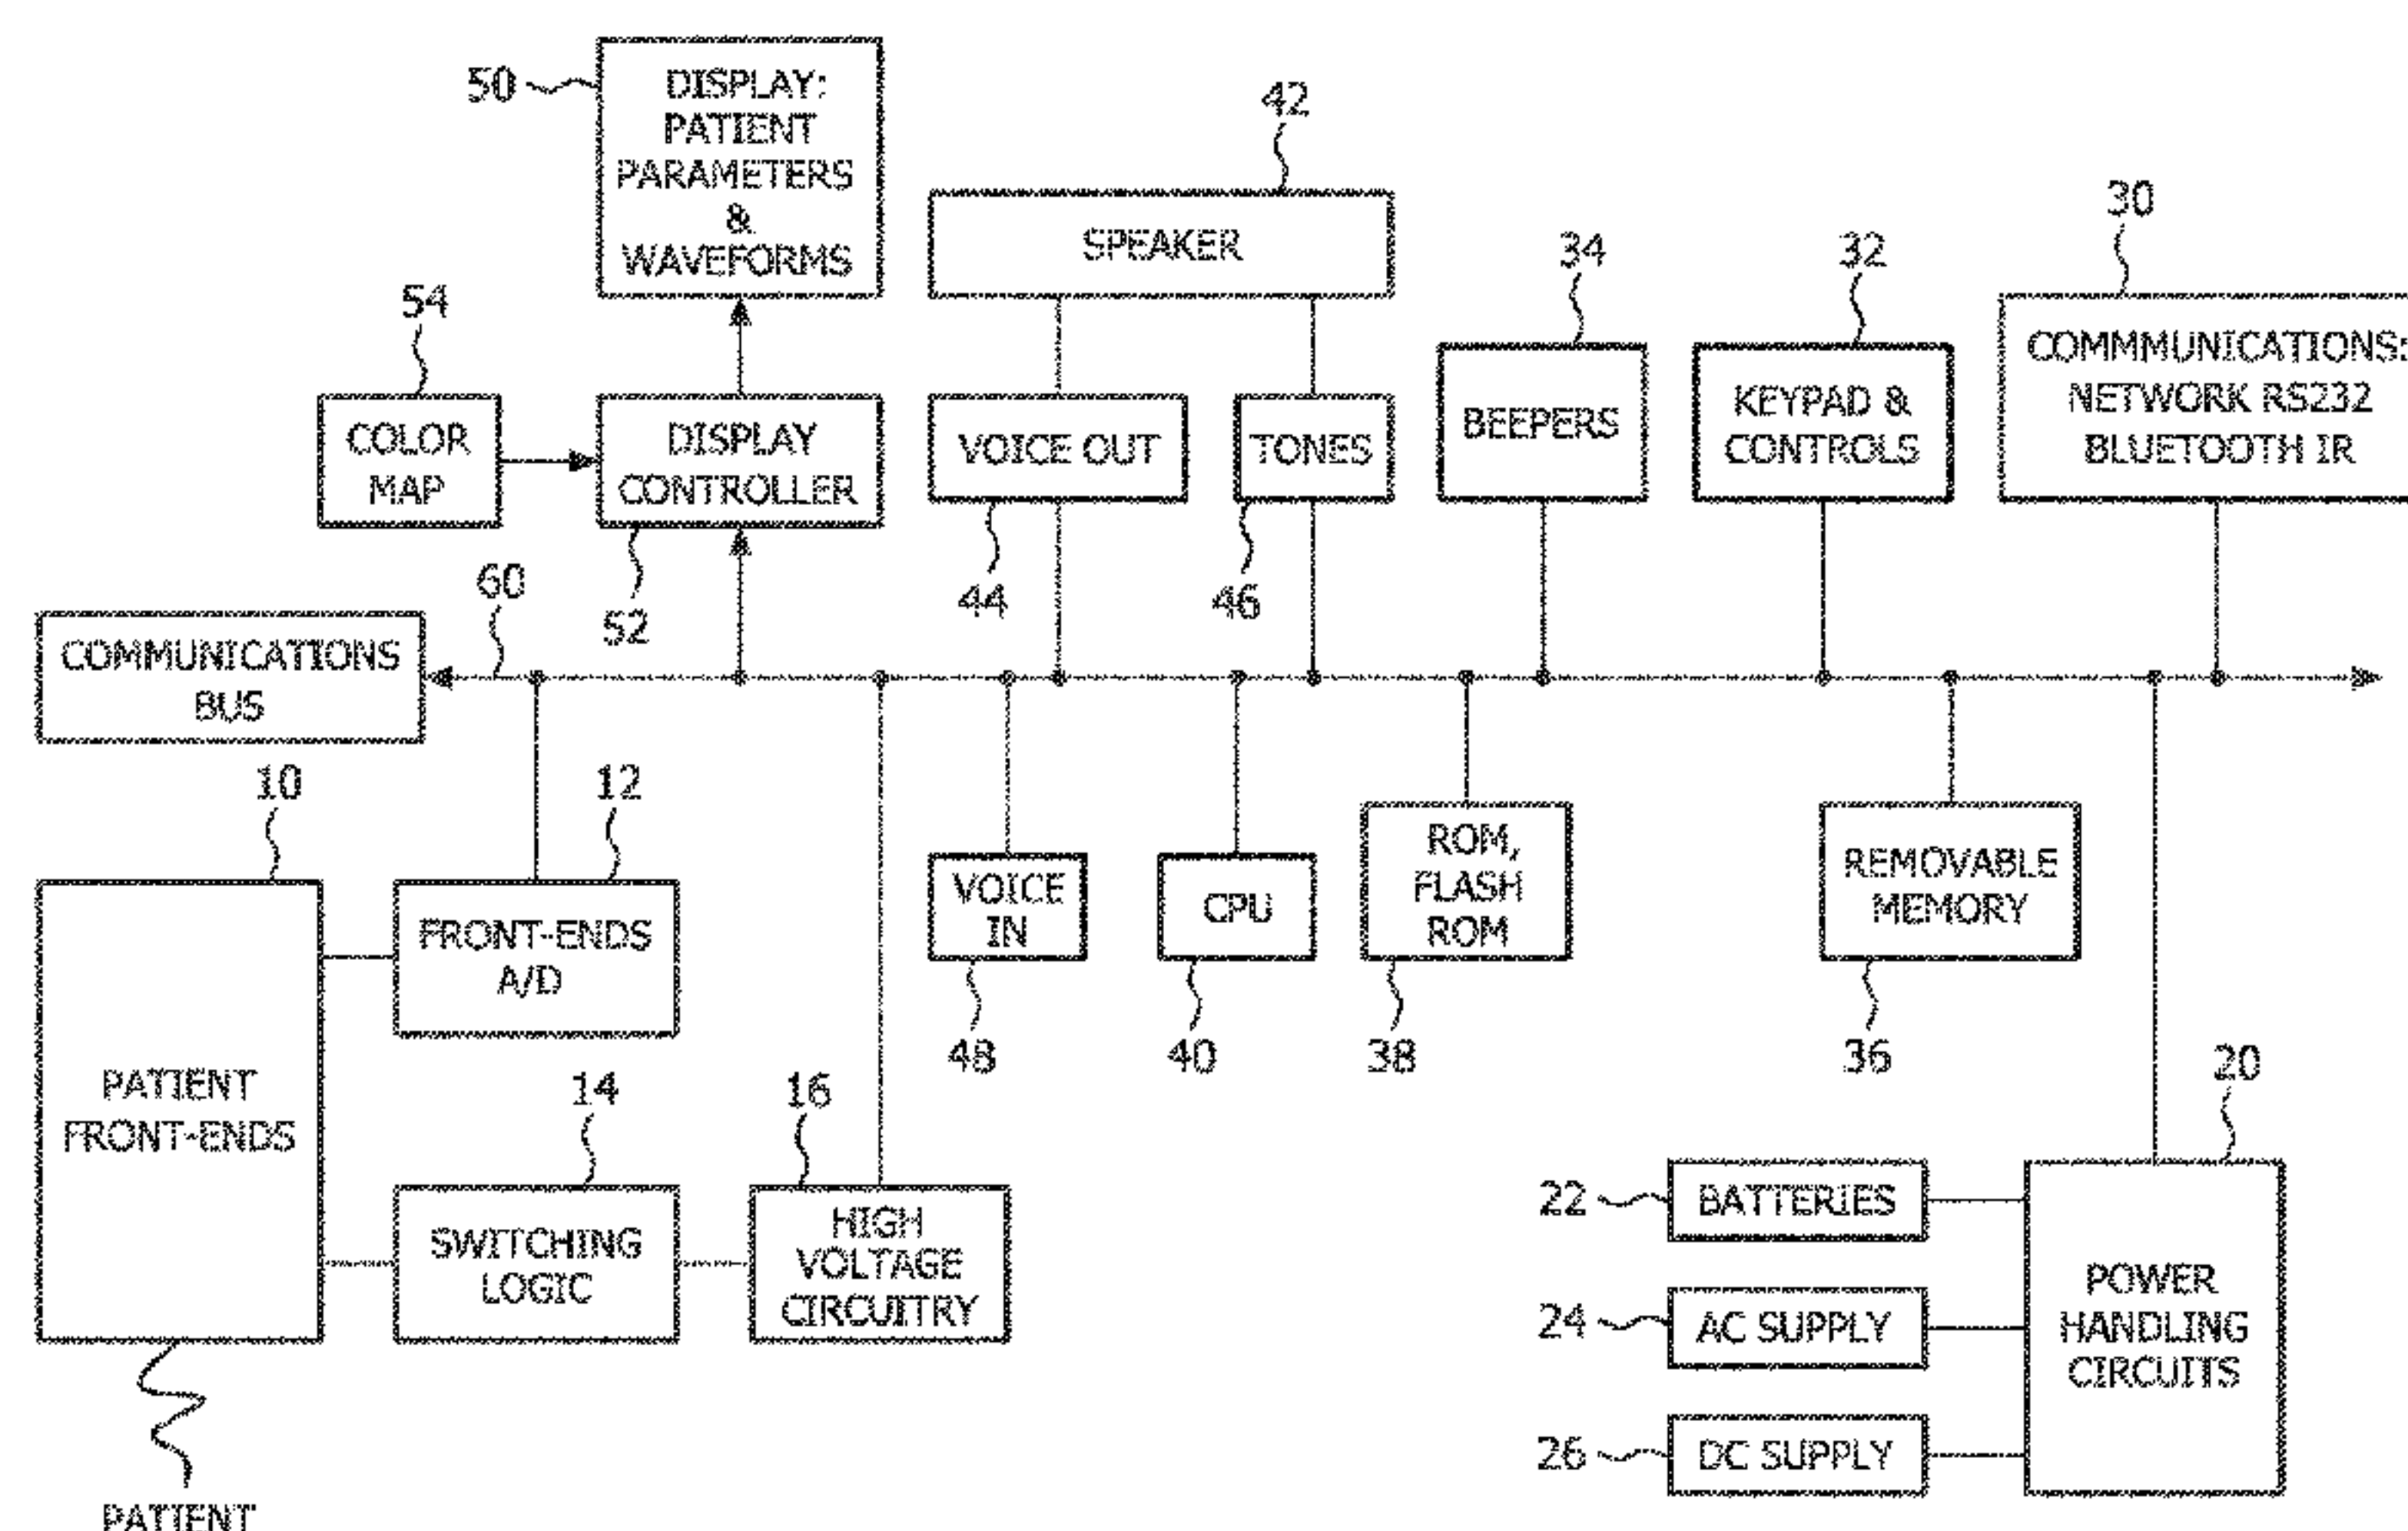 50
DISPLAY:
PATIENT
PARAMETERS
&
WAVEFORMS
42
SPEAKER
30
COMMMUNICATIONS:
NETWORK RS232
BLUETOOTH IR
34
BEEPERS
32
KEYPAD &
CONTROLS
54
COLOR
MAP
DISPLAY
CONTROLLER
52
VOICE OUT
44
TONES
46
60
COMMUNICATIONS
BUS
10
PATIENT
FRONT-ENDS
12
FRONT-ENDS
A/D
14
SWITCHING
LOGIC
16
HIGH
VOLTAGE
CIRCUITRY
VOICE
IN
48
CPU
40
ROM,
FLASH
ROM
38
REMOVABLE
MEMORY
36
20
POWER
HANDLING
CIRCUITS
22
BATTERIES
24
AC SUPPLY
26
DC SUPPLY
PATIENT